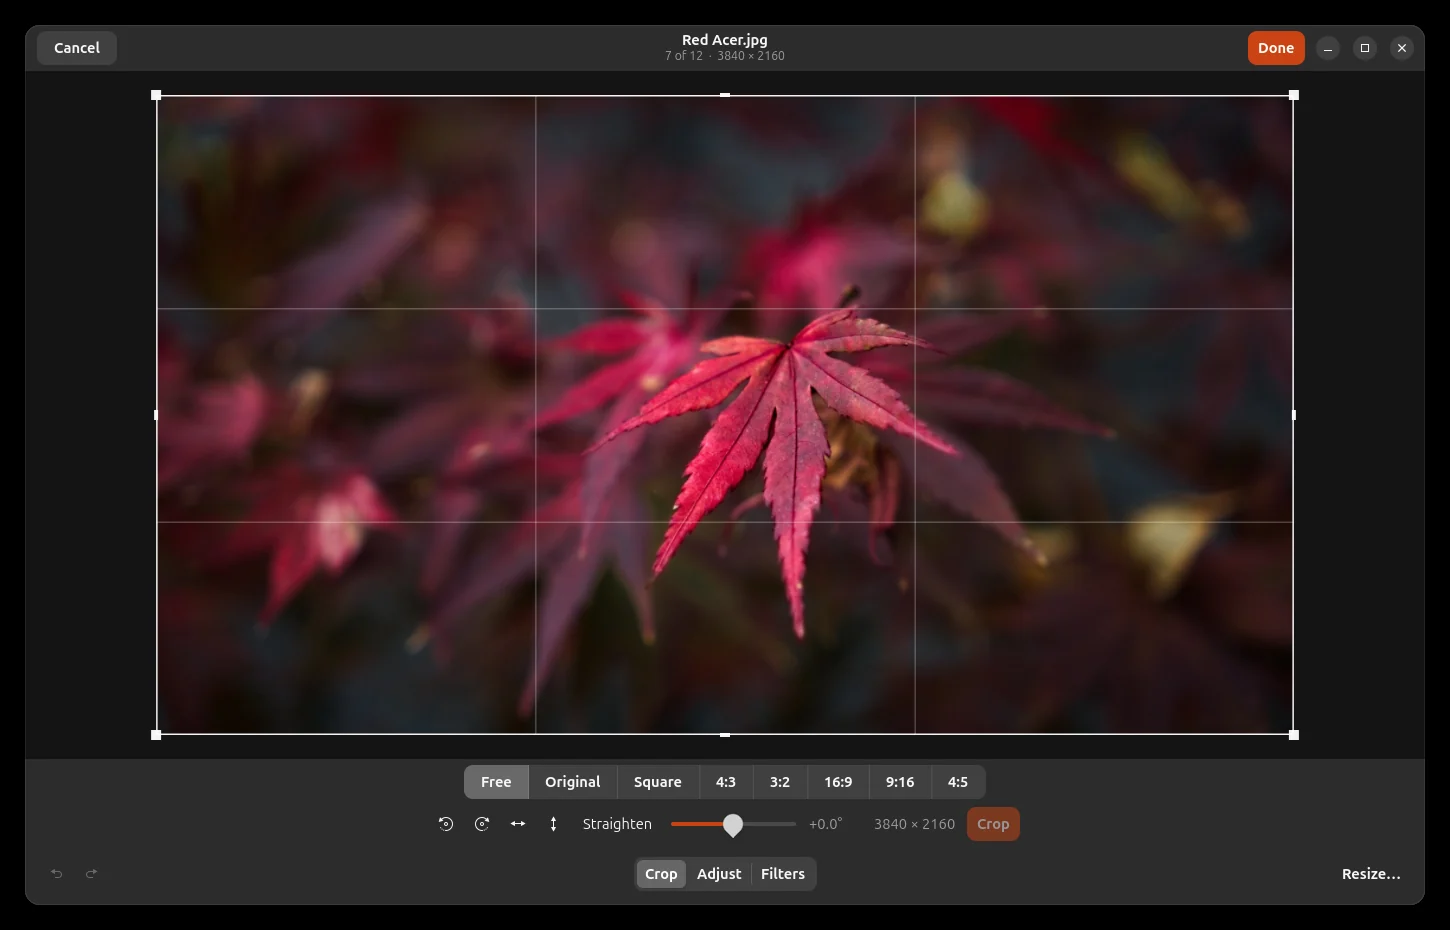 Cancel
Red Acer.jpg
7 of 12 · 3840 × 2160
Done
Free Original Square 4:3 3:2 16:9 9:16 4:5
Straighten +0.0° 3840 × 2160 Crop
Crop Adjust Filters
Resize...